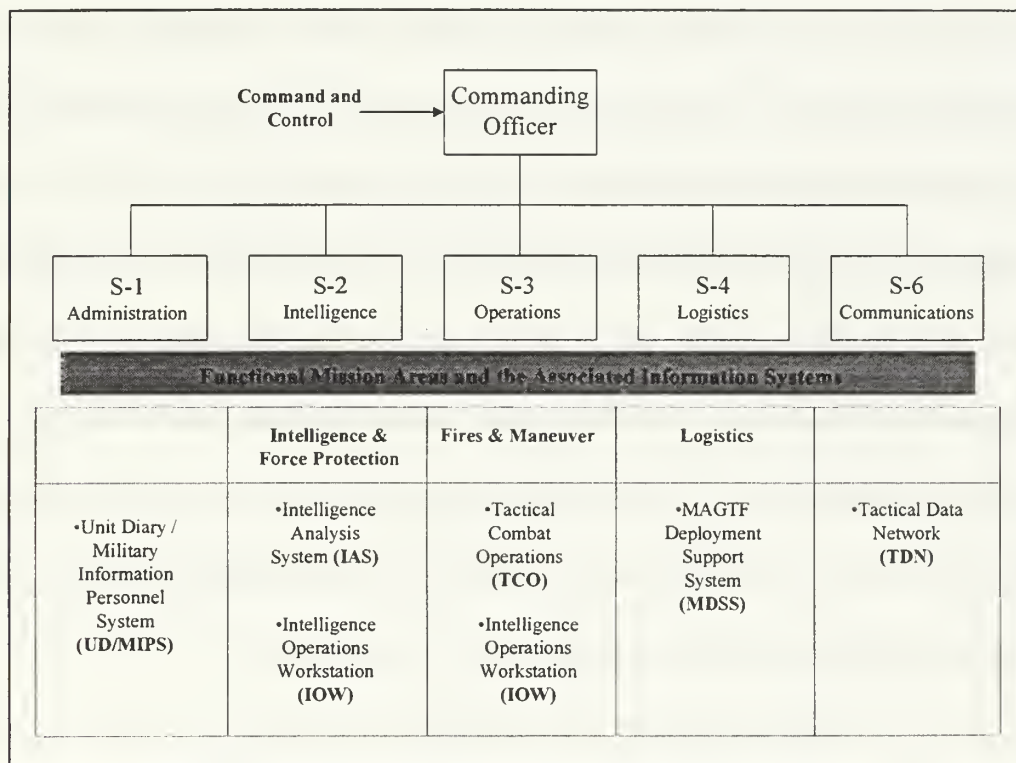 Command and
Control
Commanding
Officer
S-1
Administration
S-2
Intelligence
S-3
Operations
S-4
Logistics
S-6
Communications
Functional Mission Areas and the Associated Information Systems
Intelligence &
Force Protection
Fires & Maneuver
Logistics
•Unit Diary /
Military
Information
Personnel
System
(UD/MIPS)
•Intelligence
Analysis
System (IAS)
•Intelligence
Operations
Workstation
(IOW)
•Tactical
Combat
Operations
(TCO)
•Intelligence
Operations
Workstation
(IOW)
•MAGTF
Deployment
Support
System
(MDSS)
•Tactical Data
Network
(TDN)